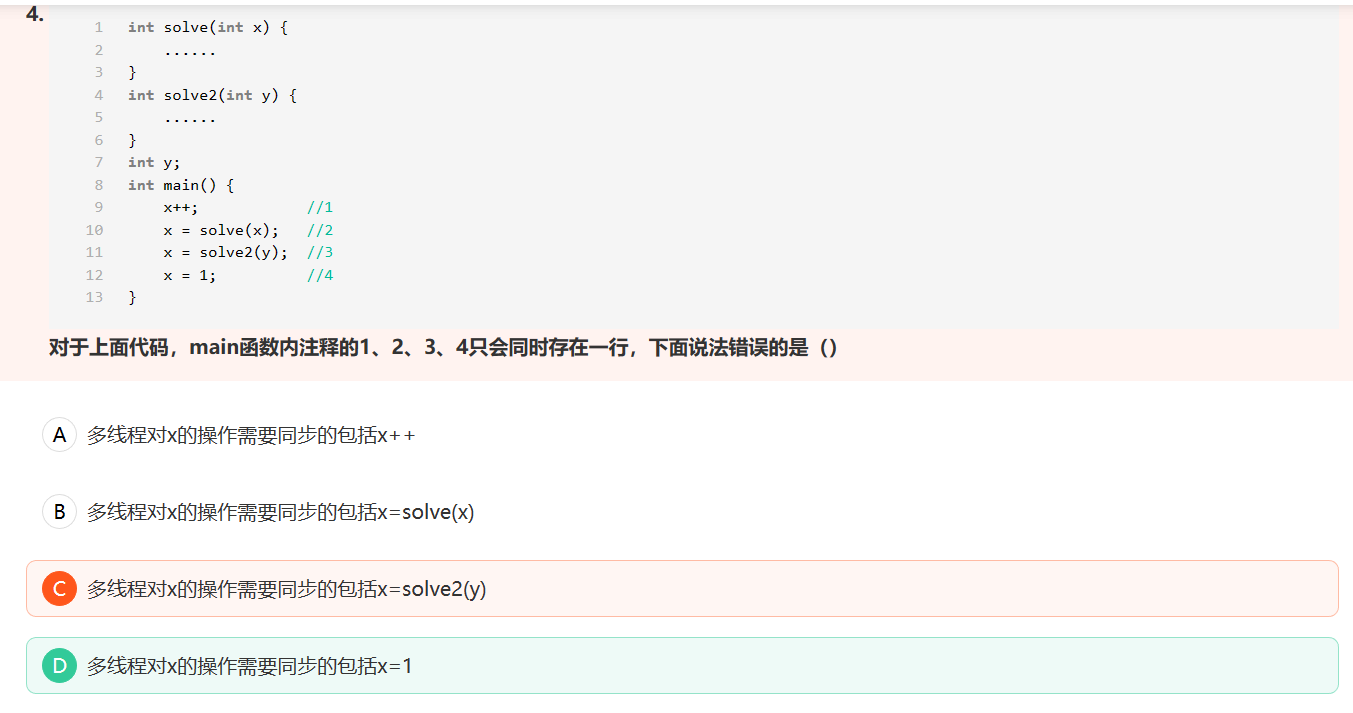 4.
1 int solve(int x) {
2     ......
3 }
4 int solve2(int y) {
5     ......
6 }
7 int y;
8 int main() {
9     x++;            //1
10     x = solve(x);   //2
11     x = solve2(y);  //3
12     x = 1;          //4
13 }
对于上面代码，main函数内注释的1、2、3、4只会同时存在一行，下面说法错误的是（）
A 多线程对x的操作需要同步的包括x++
B 多线程对x的操作需要同步的包括x=solve(x)
C 多线程对x的操作需要同步的包括x=solve2(y)
D 多线程对x的操作需要同步的包括x=1